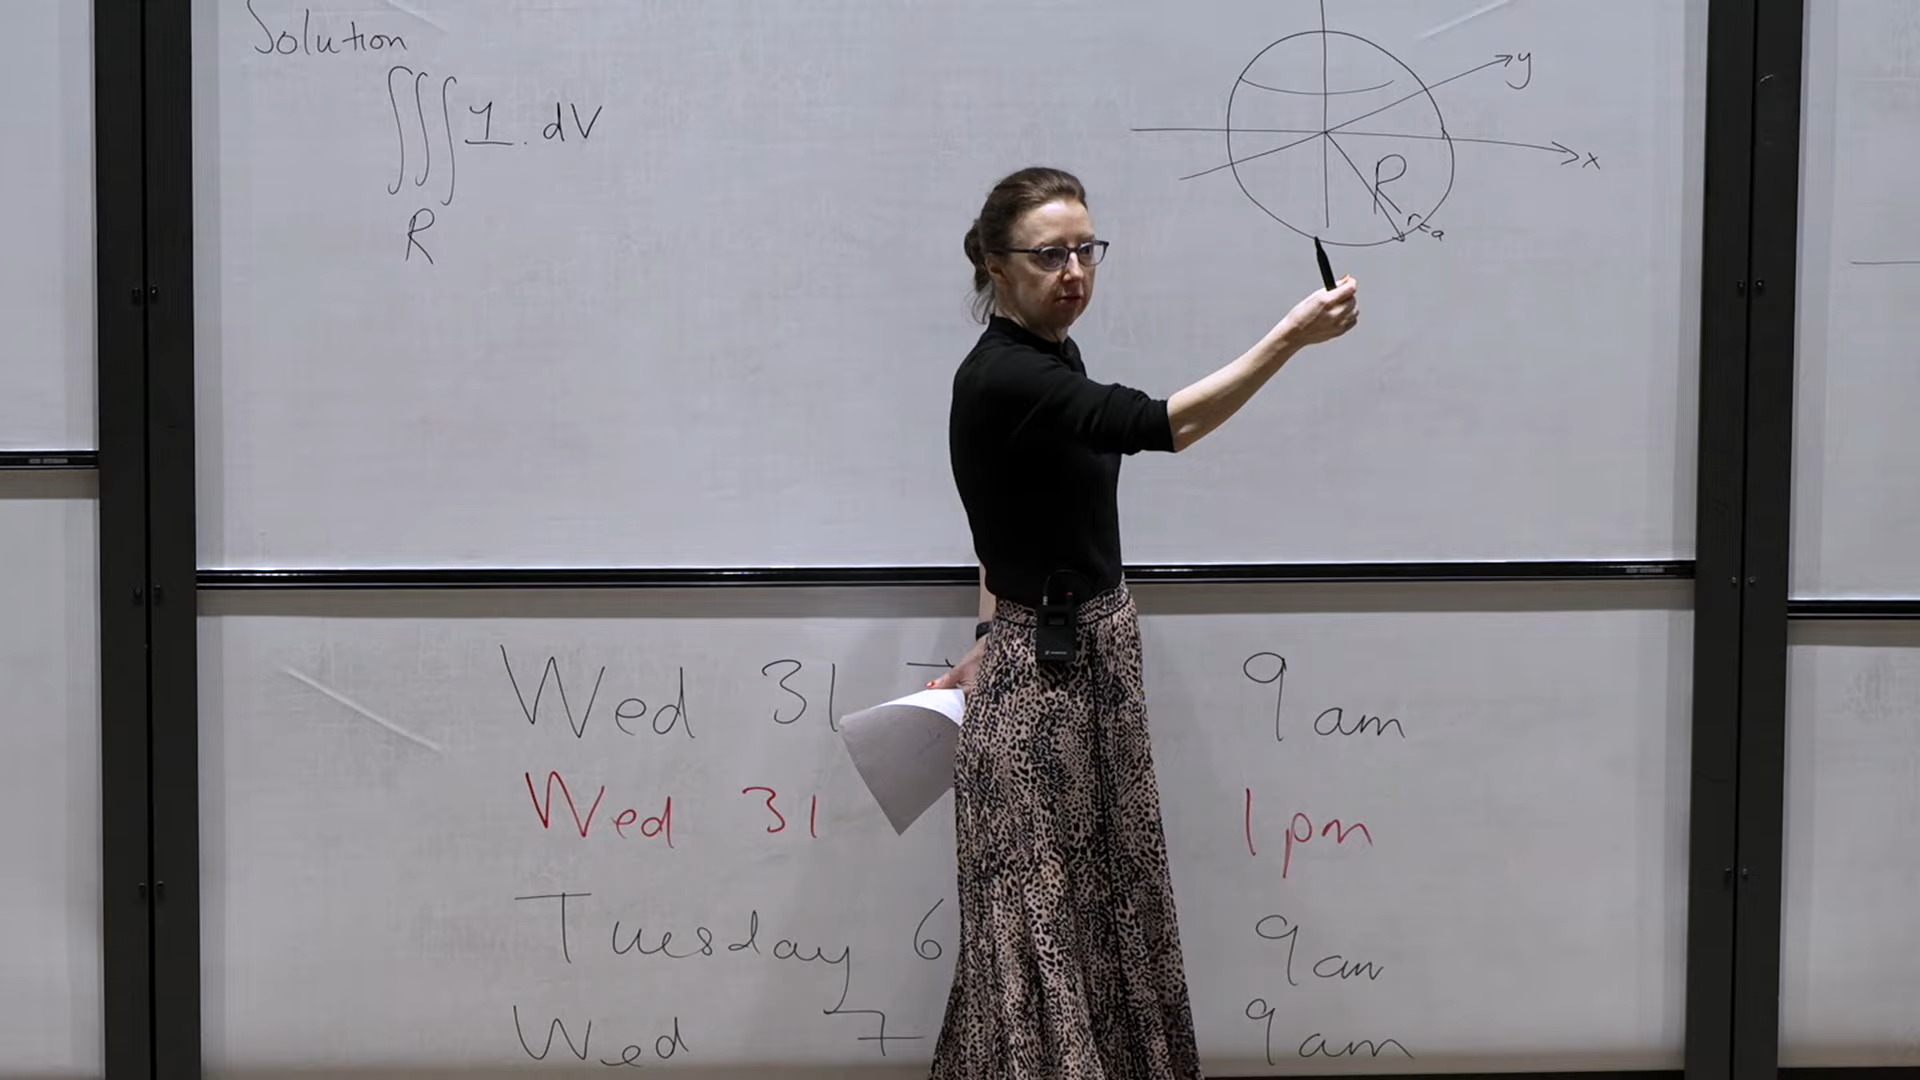 Solution
∭ 1 . dV
R
y
x
R
r=a
Wed 31 9am
Wed 31 1pm
Tuesday 6 9am
Wed 7 9am